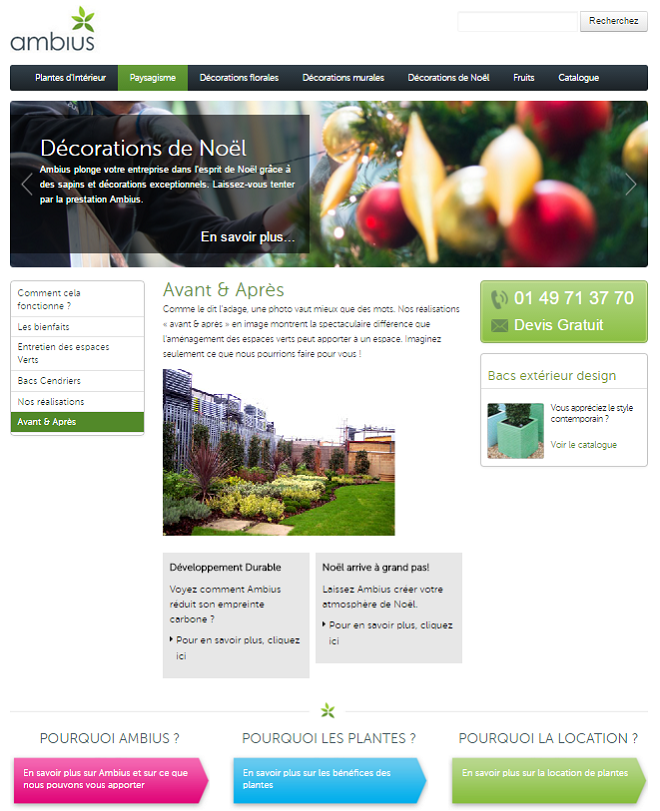 ambius
Recherchez
Plantes d'Intérieur
Paysagisme
Décorations florales
Décorations murales
Décorations de Noël
Fruits
Catalogue
Décorations de Noël
Ambius plonge votre entreprise dans l'esprit de Noël grâce à
des sapins et décorations exceptionnels. Laissez-vous tenter
par la prestation Ambius.
En savoir plus...
Comment cela
fonctionne ?
Les bienfaits
Entretien des espaces
Verts
Bacs Cendriers
Nos realisations
Avant & Après
Avant & Après
Comme le dit l'adage, une photo vaut mieux que des mots. Nos realisations
« avant & après » en image montrent la spectaculaire difference que
l'aménagement des espaces verts peut apporter a un espace. Imaginez
seulement ce que nous pourrions faire pour vous !
01 49 71 37 70
Devis Gratuit
Bacs extérieur design
Vous appreciez le style
contemporain ?
Voir le catalogue
Développement Durable
Voyez comment Ambius
réduit son empreinte
carbone ?
Pour en savoir plus, cliquez
ici
Noël arrive à grand pas!
Laissez Ambius créer votre
atmosphère de Noël.
Pour en savoir plus, cliquez
ici
POURQUOI AMBIUS ?
En savoir plus sur Ambius et sur ce que
nous pouvons vous apporter
POURQUOI LES PLANTES ?
En savoir plus sur les bénéfices des
plantes
POURQUOI LA LOCATION ?
En savoir plus sur la location de plantes